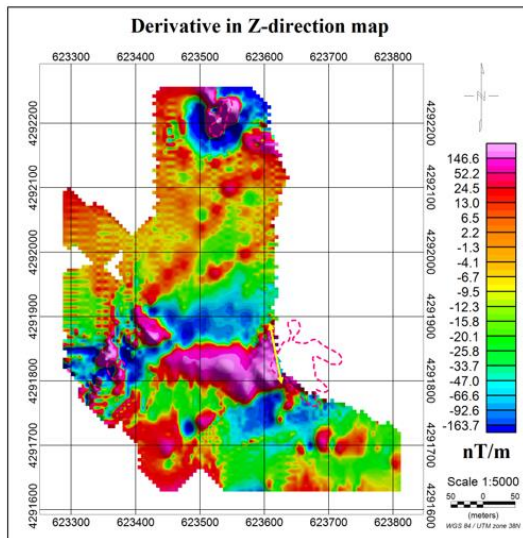 Derivative in Z-direction map
623300 623400 623500 623600 623700 623800
4292200 4292200
4292100 4292100
4292000 4292000
4291900 4291900
4291800 4291800
4291700 4291700
4291600 4291600
623300 623400 623500 623600 623700 623800
N
146.6
52.2
24.5
13.0
6.5
2.2
-1.3
-4.1
-6.7
-9.5
-12.3
-15.8
-20.1
-25.8
-33.7
-47.0
-66.6
-92.6
-163.7
nT/m
Scale 1:5000
50 0 50
(meters)
WGS 84 / UTM zone 38N